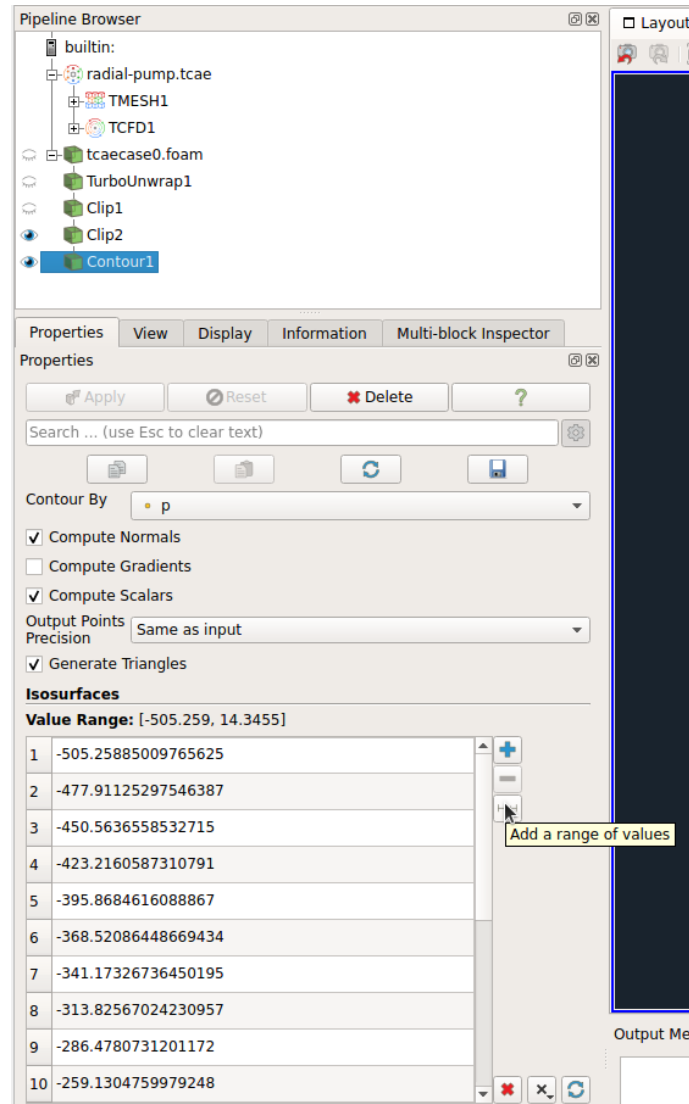 Pipeline Browser
Layout
builtin:
radial-pump.tcae
TMESH1
TCFD1
tcaecase0.foam
TurboUnwrap1
Clip1
Clip2
Contour1
Properties View Display Information Multi-block Inspector
Properties
Apply Reset Delete ?
Search ... (use Esc to clear text)
Contour By p
Compute Normals
Compute Gradients
Compute Scalars
Output Points Precision Same as input
Generate Triangles
Isosurfaces
Value Range: [-505.259, 14.3455]
1 -505.25885009765625
2 -477.91125297546387
3 -450.5636558532715
Add a range of values
4 -423.2160587310791
5 -395.8684616088867
6 -368.52086448669434
7 -341.17326736450195
8 -313.82567024230957
9 -286.4780731201172
Output Me
10 -259.1304759979248